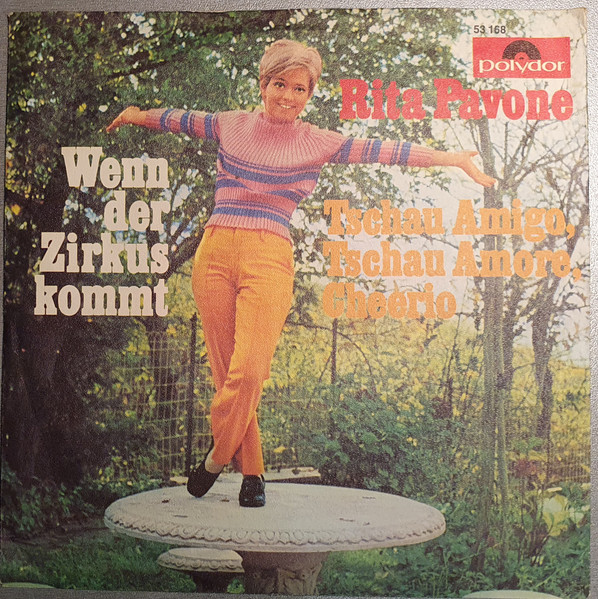 53 168
polydor
Rita Pavone
Wenn
der
Zirkus
kommt
Tschau Amigo,
Tschau Amore,
Cheerio